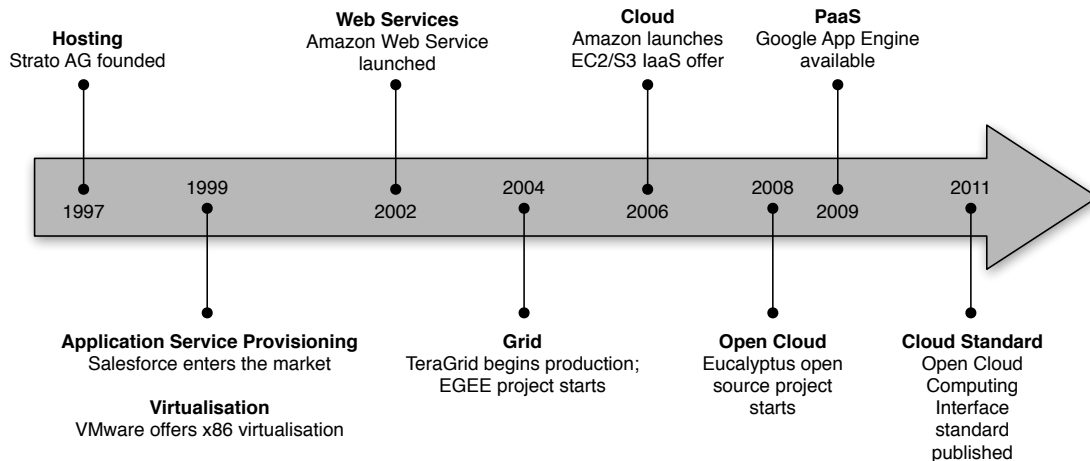 Hosting
Strato AG founded
Web Services
Amazon Web Service
launched
Cloud
Amazon launches
EC2/S3 IaaS offer
PaaS
Google App Engine
available
1999
2004
2008
2011
1997
2002
2006
2009
Application Service Provisioning
Salesforce enters the market
Virtualisation
VMware offers x86 virtualisation
Grid
TeraGrid begins production;
EGEE project starts
Open Cloud
Eucalyptus open
source project
starts
Cloud Standard
Open Cloud
Computing
Interface
standard
published